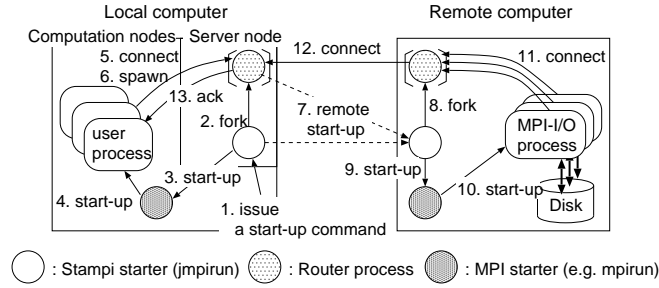 Local computer
Remote computer
Computation nodes
Server node
5. connect
6. spawn
12. connect
11. connect
13. ack
7. remote
start-up
8. fork
2. fork
user
process
MPI-I/O
process
3. start-up
9. start-up
4. start-up
10. start-up
1. issue
a start-up command
Disk
: Stampi starter (jmpirun)
: Router process
: MPI starter (e.g. mpirun)